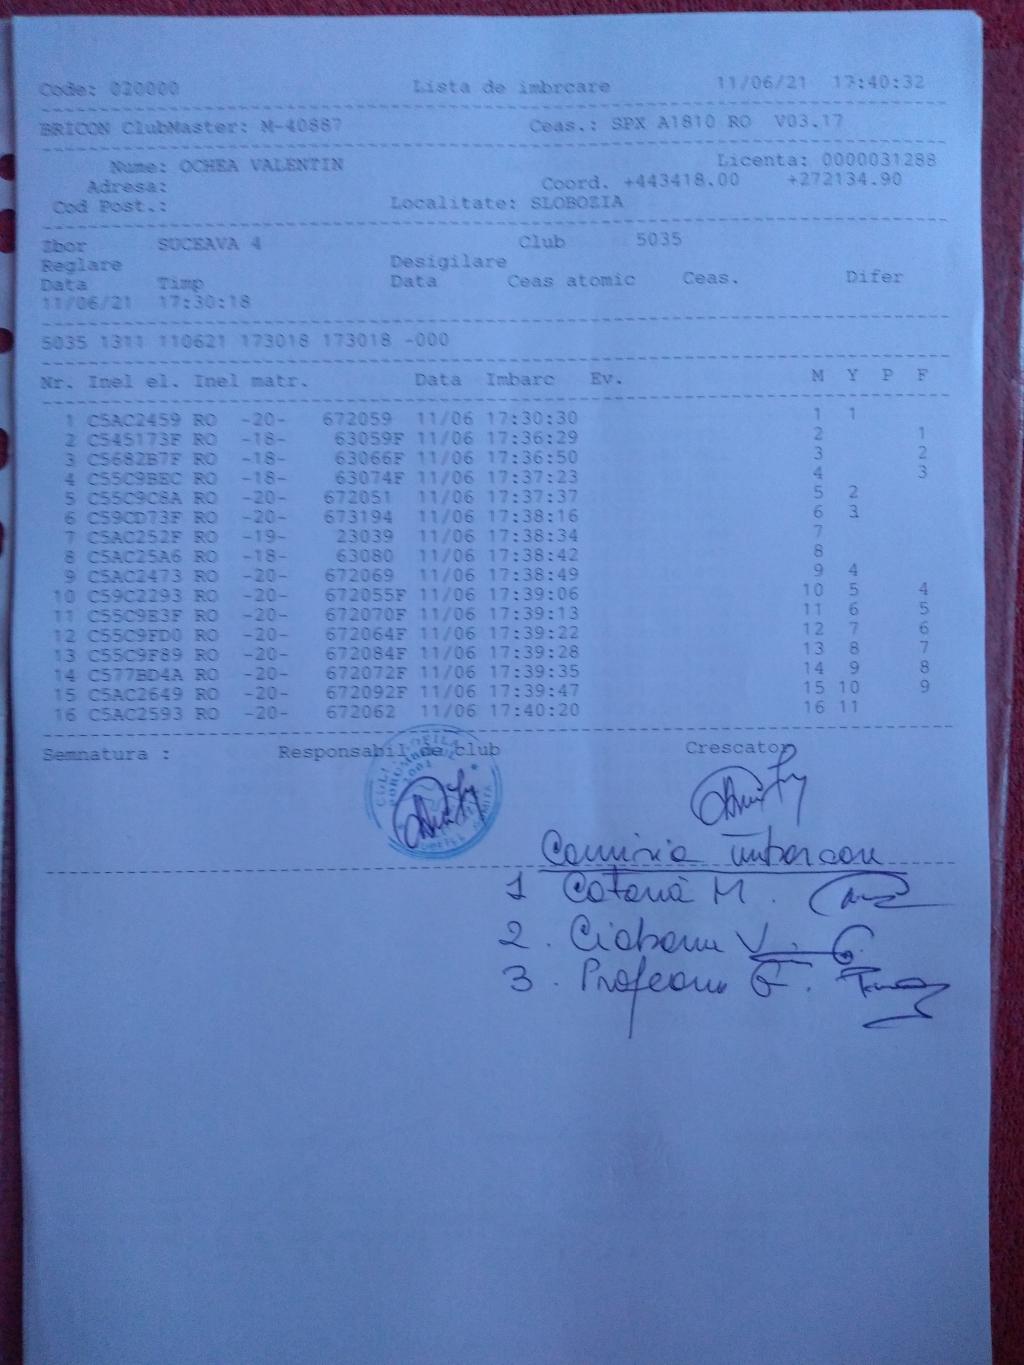 Code: 020000 Lista de imbrcare 11/06/21 17:40:32
BRICON ClubMaster: M-40887 Ceas.: SPX A1810 RO V03.17
Nume: OCHEA VALENTIN Licenta: 0000031288
Adresa: Coord. +443418.00 +272134.90
Cod Post.: Localitate: SLOBOZIA
Zbor SUCEAVA 4 Club 5035
Reglare Desigilare
Data Timp Data Ceas atomic Ceas. Difer
11/06/21 17:30:18
5035 1311 110621 173018 173018 -000
Nr. Inel el. Inel matr. Data Imbarc Ev. M Y P F
1 C5AC2459 RO -20- 672059 11/06 17:30:30 1 1
2 C545173F RO -18- 63059F 11/06 17:36:29 2 1
3 C5682B7F RO -18- 63066F 11/06 17:36:50 3 2
4 C55C9BEC RO -18- 63074F 11/06 17:37:23 4 3
5 C55C9C8A RO -20- 672051 11/06 17:37:37 5 2
6 C59CD73F RO -20- 673194 11/06 17:38:16 6 3
7 C5AC252F RO -19- 23039 11/06 17:38:34 7
8 C5AC25A6 RO -18- 63080 11/06 17:38:42 8
9 C5AC2473 RO -20- 672069 11/06 17:38:49 9 4
10 C59C2293 RO -20- 672055F 11/06 17:39:06 10 5 4
11 C55C9E3F RO -20- 672070F 11/06 17:39:13 11 6 5
12 C55C9FD0 RO -20- 672064F 11/06 17:39:22 12 7 6
13 C55C9F89 RO -20- 672084F 11/06 17:39:28 13 8 7
14 C577BD4A RO -20- 672072F 11/06 17:39:35 14 9 8
15 C5AC2649 RO -20- 672092F 11/06 17:39:47 15 10 9
16 C5AC2593 RO -20- 672062 11/06 17:40:20 16 11
Semnatura : Responsabil de club Crescator
Comisia
1 Catană M.
2. Ciobanu V.
3. Profeanu G.